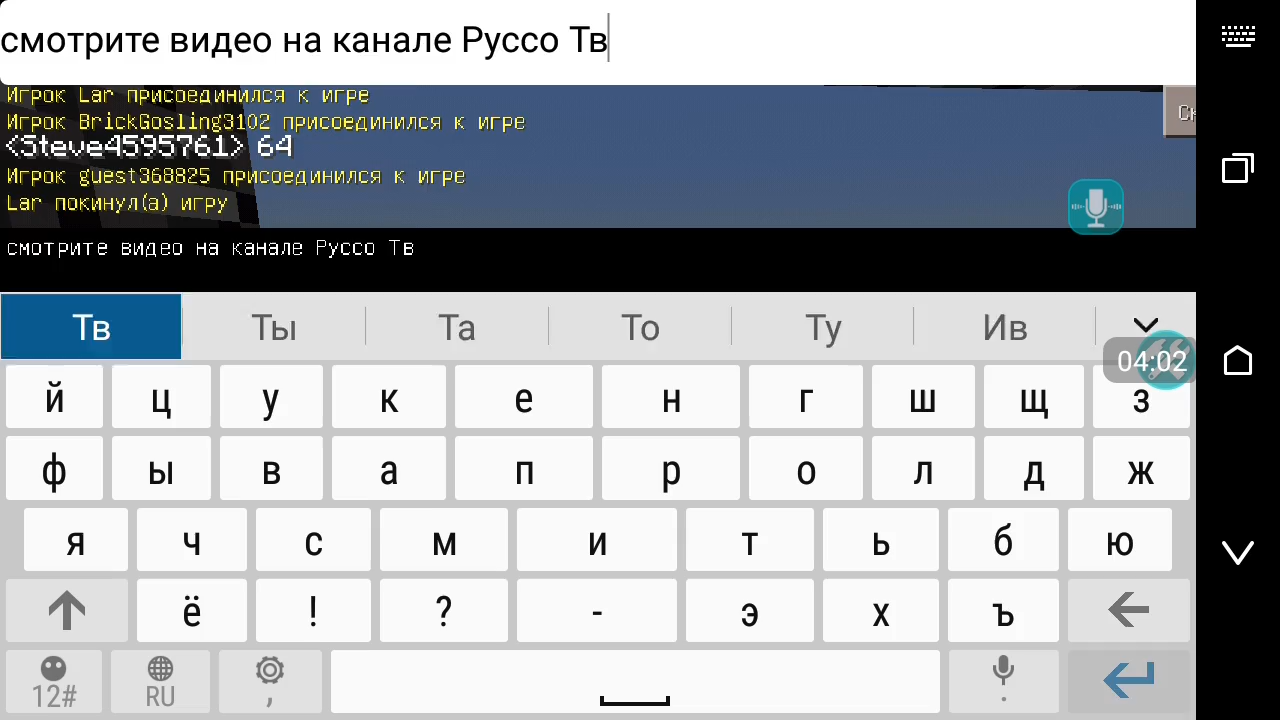 смотрите видео на канале Руссо Тв
Игрок Lar присоединился к игре
Игрок BrickGosling3102 присоединился к игре
<Steve4595761> 64
Игрок guest368825 присоединился к игре
Lar покинул(а) игру
смотрите видео на канале Руссо Тв
Тв Ты Та То Ту Ив
04:02
й ц у к е н г ш щ з
ф ы в а п р о л д ж
я ч с м и т ь б ю
ё ! ? - э х ъ
12# RU , .